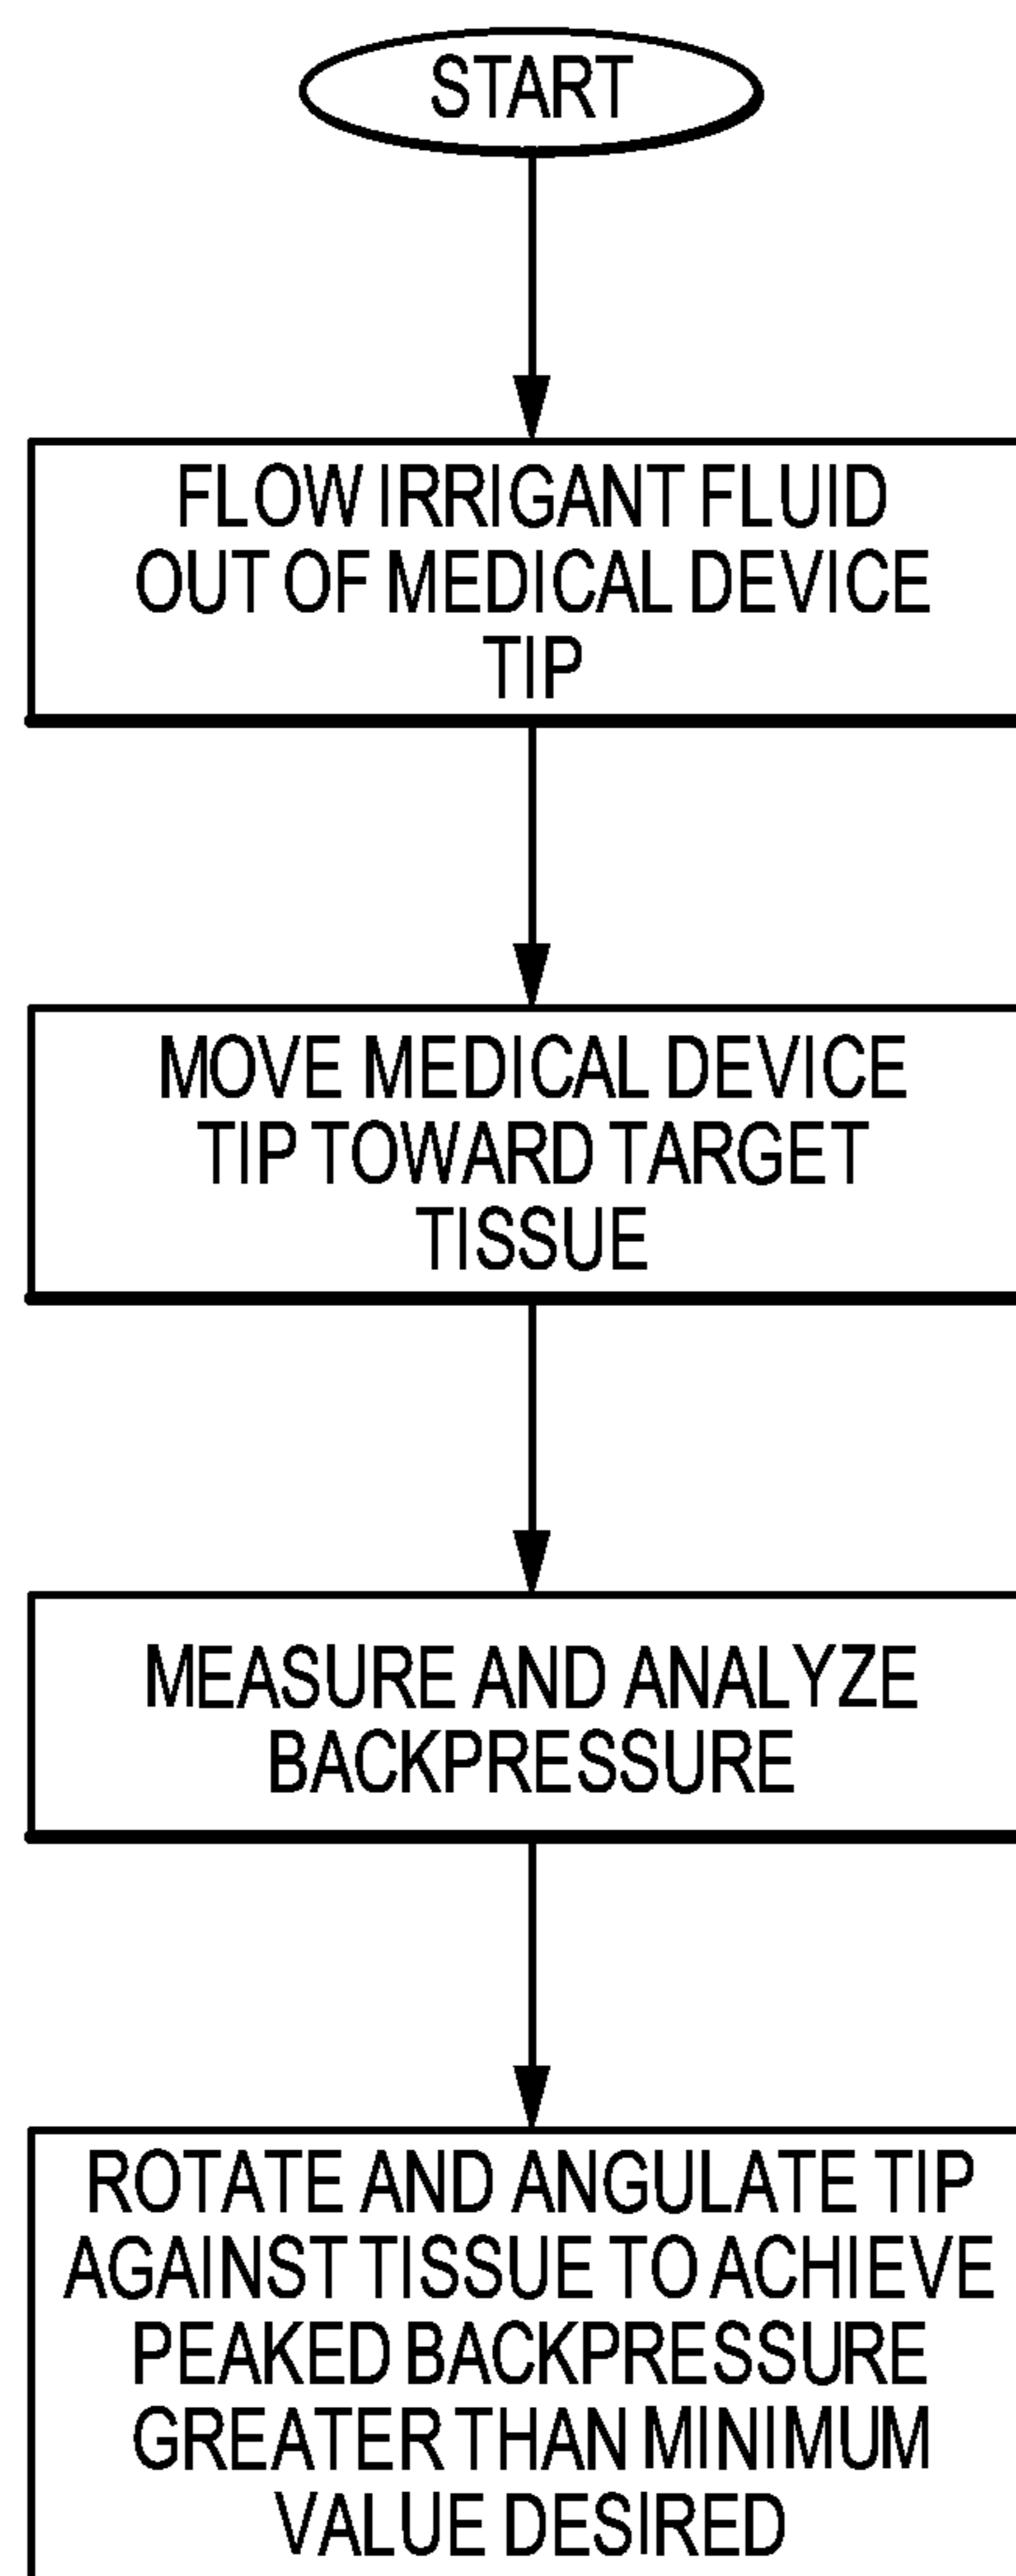 START
FLOW IRRIGANT FLUID
OUT OF MEDICAL DEVICE
TIP
MOVE MEDICAL DEVICE
TIP TOWARD TARGET
TISSUE
MEASURE AND ANALYZE
BACKPRESSURE
ROTATE AND ANGULATE TIP
AGAINST TISSUE TO ACHIEVE
PEAKED BACKPRESSURE
GREATER THAN MINIMUM
VALUE DESIRED